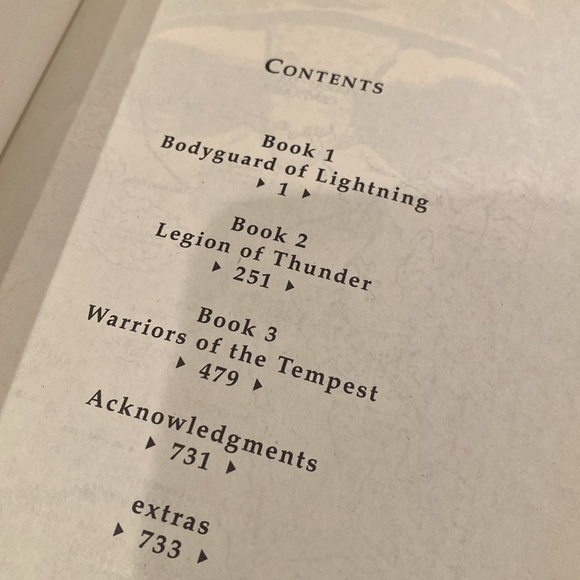 CONTENTS
Book 1
Bodyguard of Lightning
▸ 1 ▸
Book 2
Legion of Thunder
▸ 251 ▸
Book 3
Warriors of the Tempest
▸ 479 ▸
Acknowledgments
▸ 731 ▸
extras
▸ 733 ▸